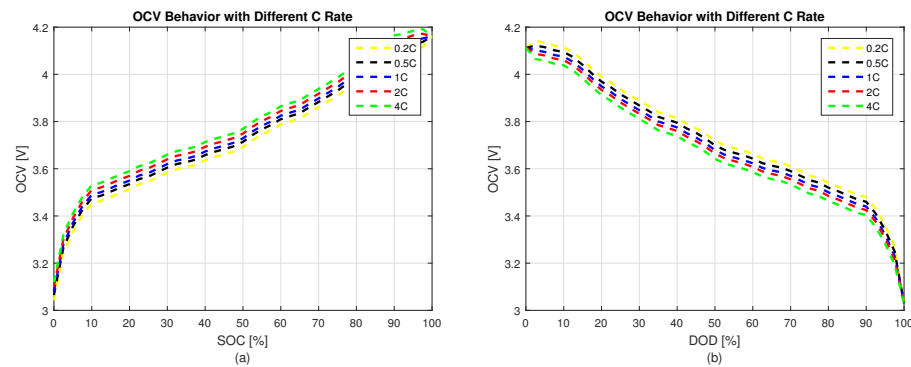 OCV Behavior with Different C Rate
4.2
4
3.8
3.6
3.4
3.2
3
OCV [V]
0.2C
0.5C
1C
2C
4C
0 10 20 30 40 50 60 70 80 90 100
SOC [%]
(a)
OCV Behavior with Different C Rate
4.2
4
3.8
3.6
3.4
3.2
3
OCV [V]
0.2C
0.5C
1C
2C
4C
0 10 20 30 40 50 60 70 80 90 100
DOD [%]
(b)